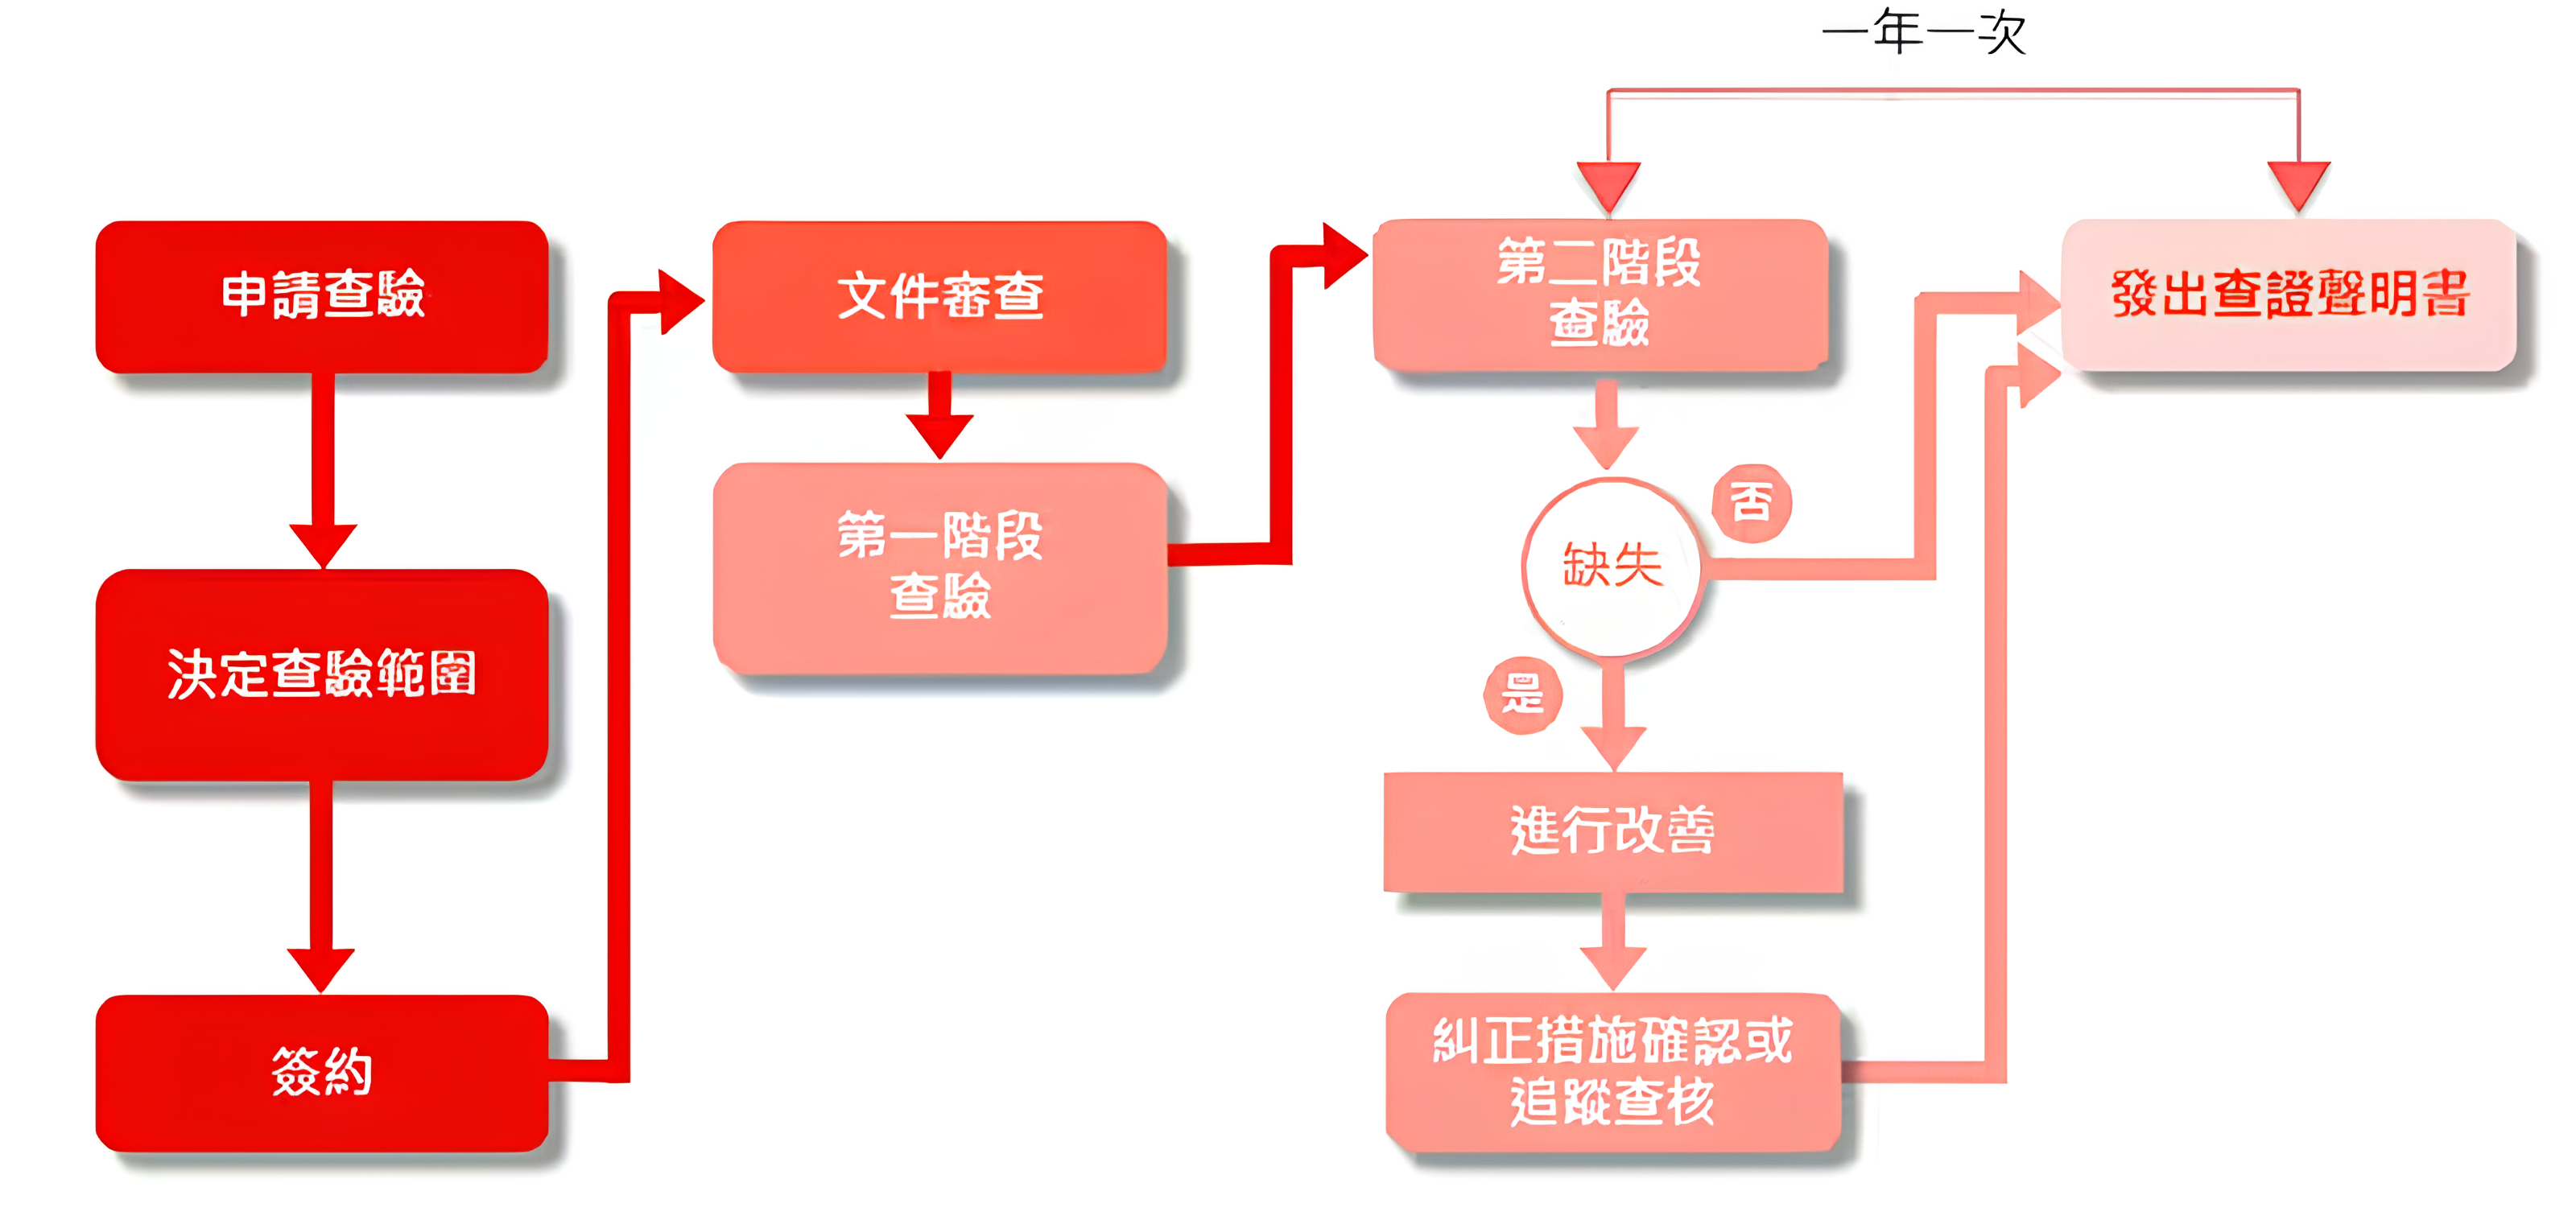 一年一次
申請查驗
決定查驗範圍
簽約
文件審查
第一階段
查驗
第二階段
查驗
缺失
否
是
進行改善
糾正措施確認或
追蹤查核
發出查證聲明書